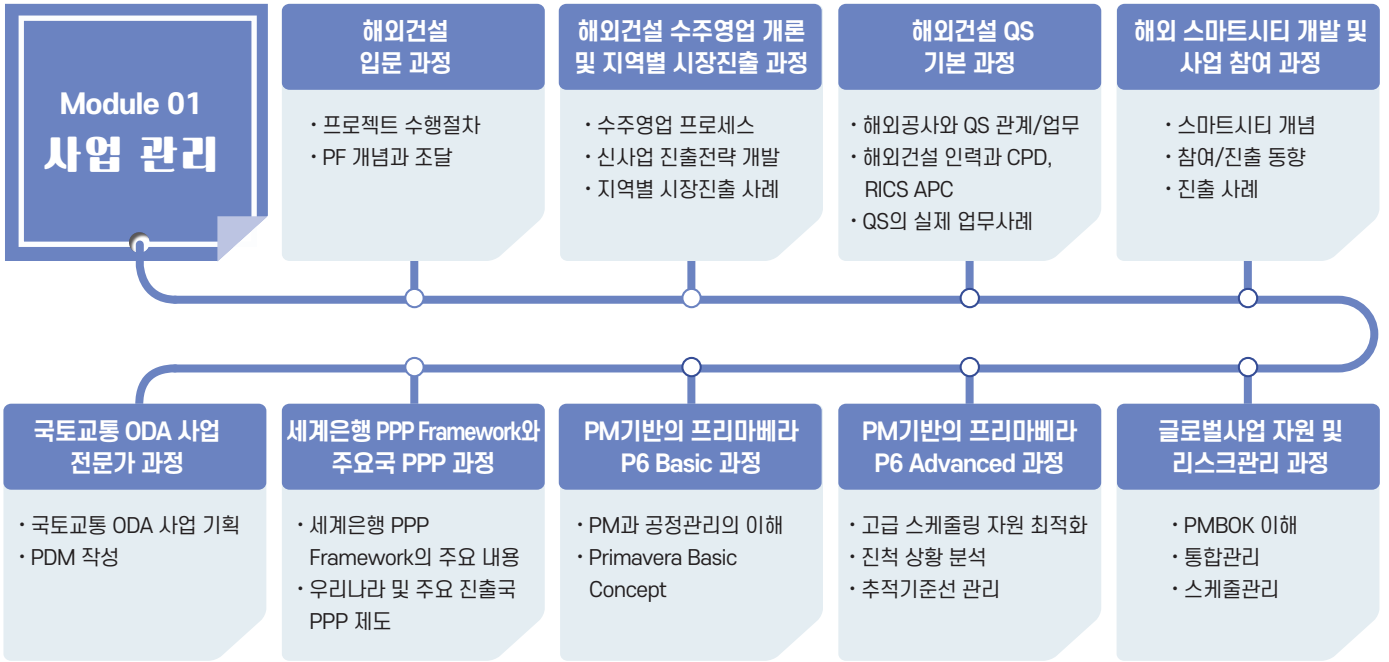 Module 01
사업 관리
해외건설
입문 과정
· 프로젝트 수행절차
· PF 개념과 조달
해외건설 수주영업 개론
및 지역별 시장진출 과정
· 수주영업 프로세스
· 신사업 진출전략 개발
· 지역별 시장진출 사례
해외건설 QS
기본 과정
· 해외공사와 QS 관계/업무
· 해외건설 인력과 CPD,
RICS APC
· QS의 실제 업무사례
해외 스마트시티 개발 및
사업 참여 과정
· 스마트시티 개념
· 참여/진출 동향
· 진출 사례
국토교통 ODA 사업
전문가 과정
· 국토교통 ODA 사업 기획
· PDM 작성
세계은행 PPP Framework와
주요국 PPP 과정
· 세계은행 PPP
Framework의 주요 내용
· 우리나라 및 주요 진출국
PPP 제도
PM기반의 프리마베라
P6 Basic 과정
· PM과 공정관리의 이해
· Primavera Basic
Concept
PM기반의 프리마베라
P6 Advanced 과정
· 고급 스케줄링 자원 최적화
· 진척 상황 분석
· 추적기준선 관리
글로벌사업 자원 및
리스크관리 과정
· PMBOK 이해
· 통합관리
· 스케줄관리